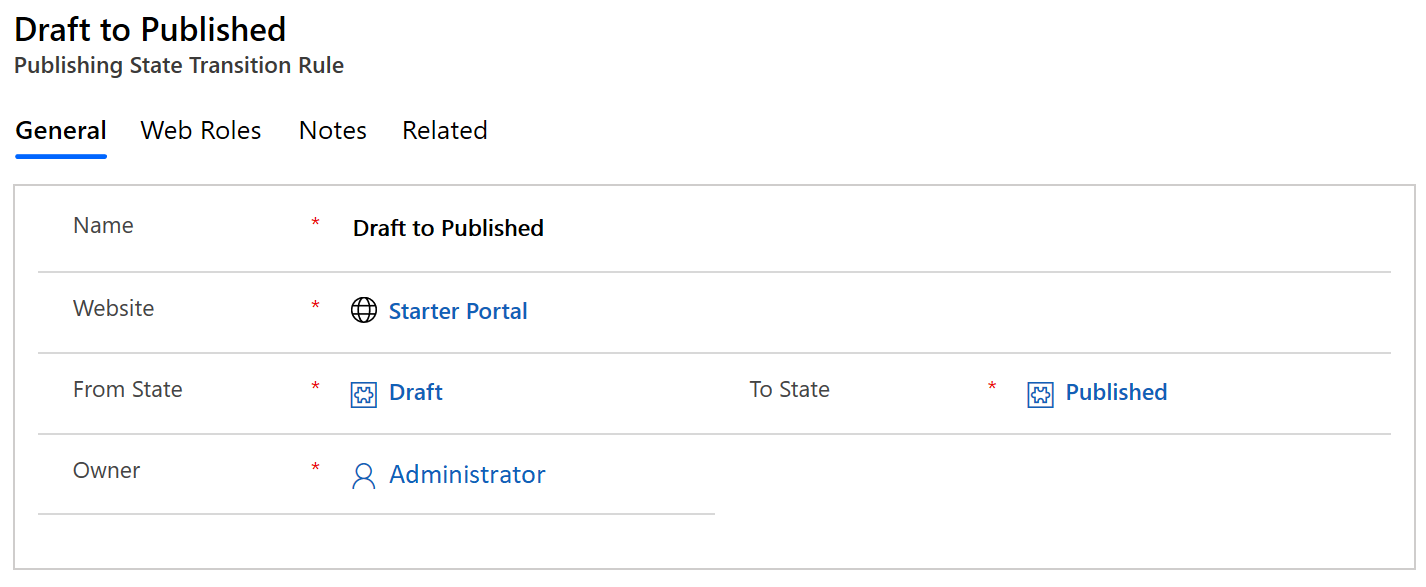 Draft to Published
Publishing State Transition Rule
General Web Roles Notes Related
Name * Draft to Published
Website * Starter Portal
From State * Draft To State * Published
Owner * Administrator